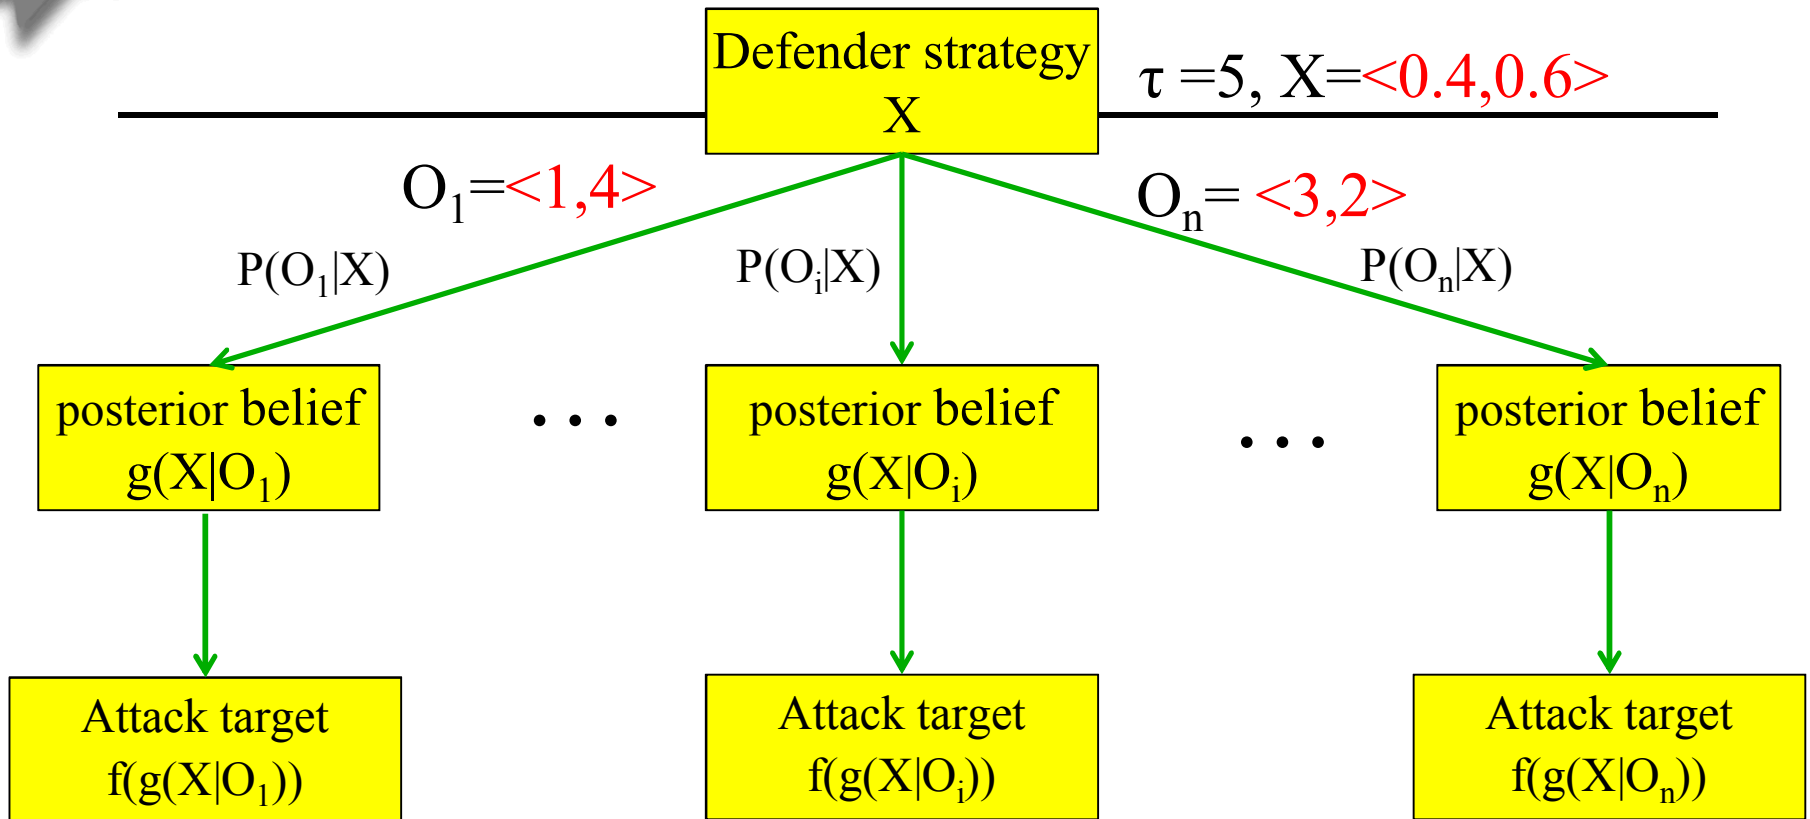 Defender strategy
X
τ =5, X=<0.4,0.6>
O₁=<1,4>
Oₙ= <3,2>
P(O₁|X)
P(Oᵢ|X)
P(Oₙ|X)
posterior belief
g(X|O₁)
. . .
posterior belief
g(X|Oᵢ)
. . .
posterior belief
g(X|Oₙ)
Attack target
f(g(X|O₁))
Attack target
f(g(X|Oᵢ))
Attack target
f(g(X|Oₙ))